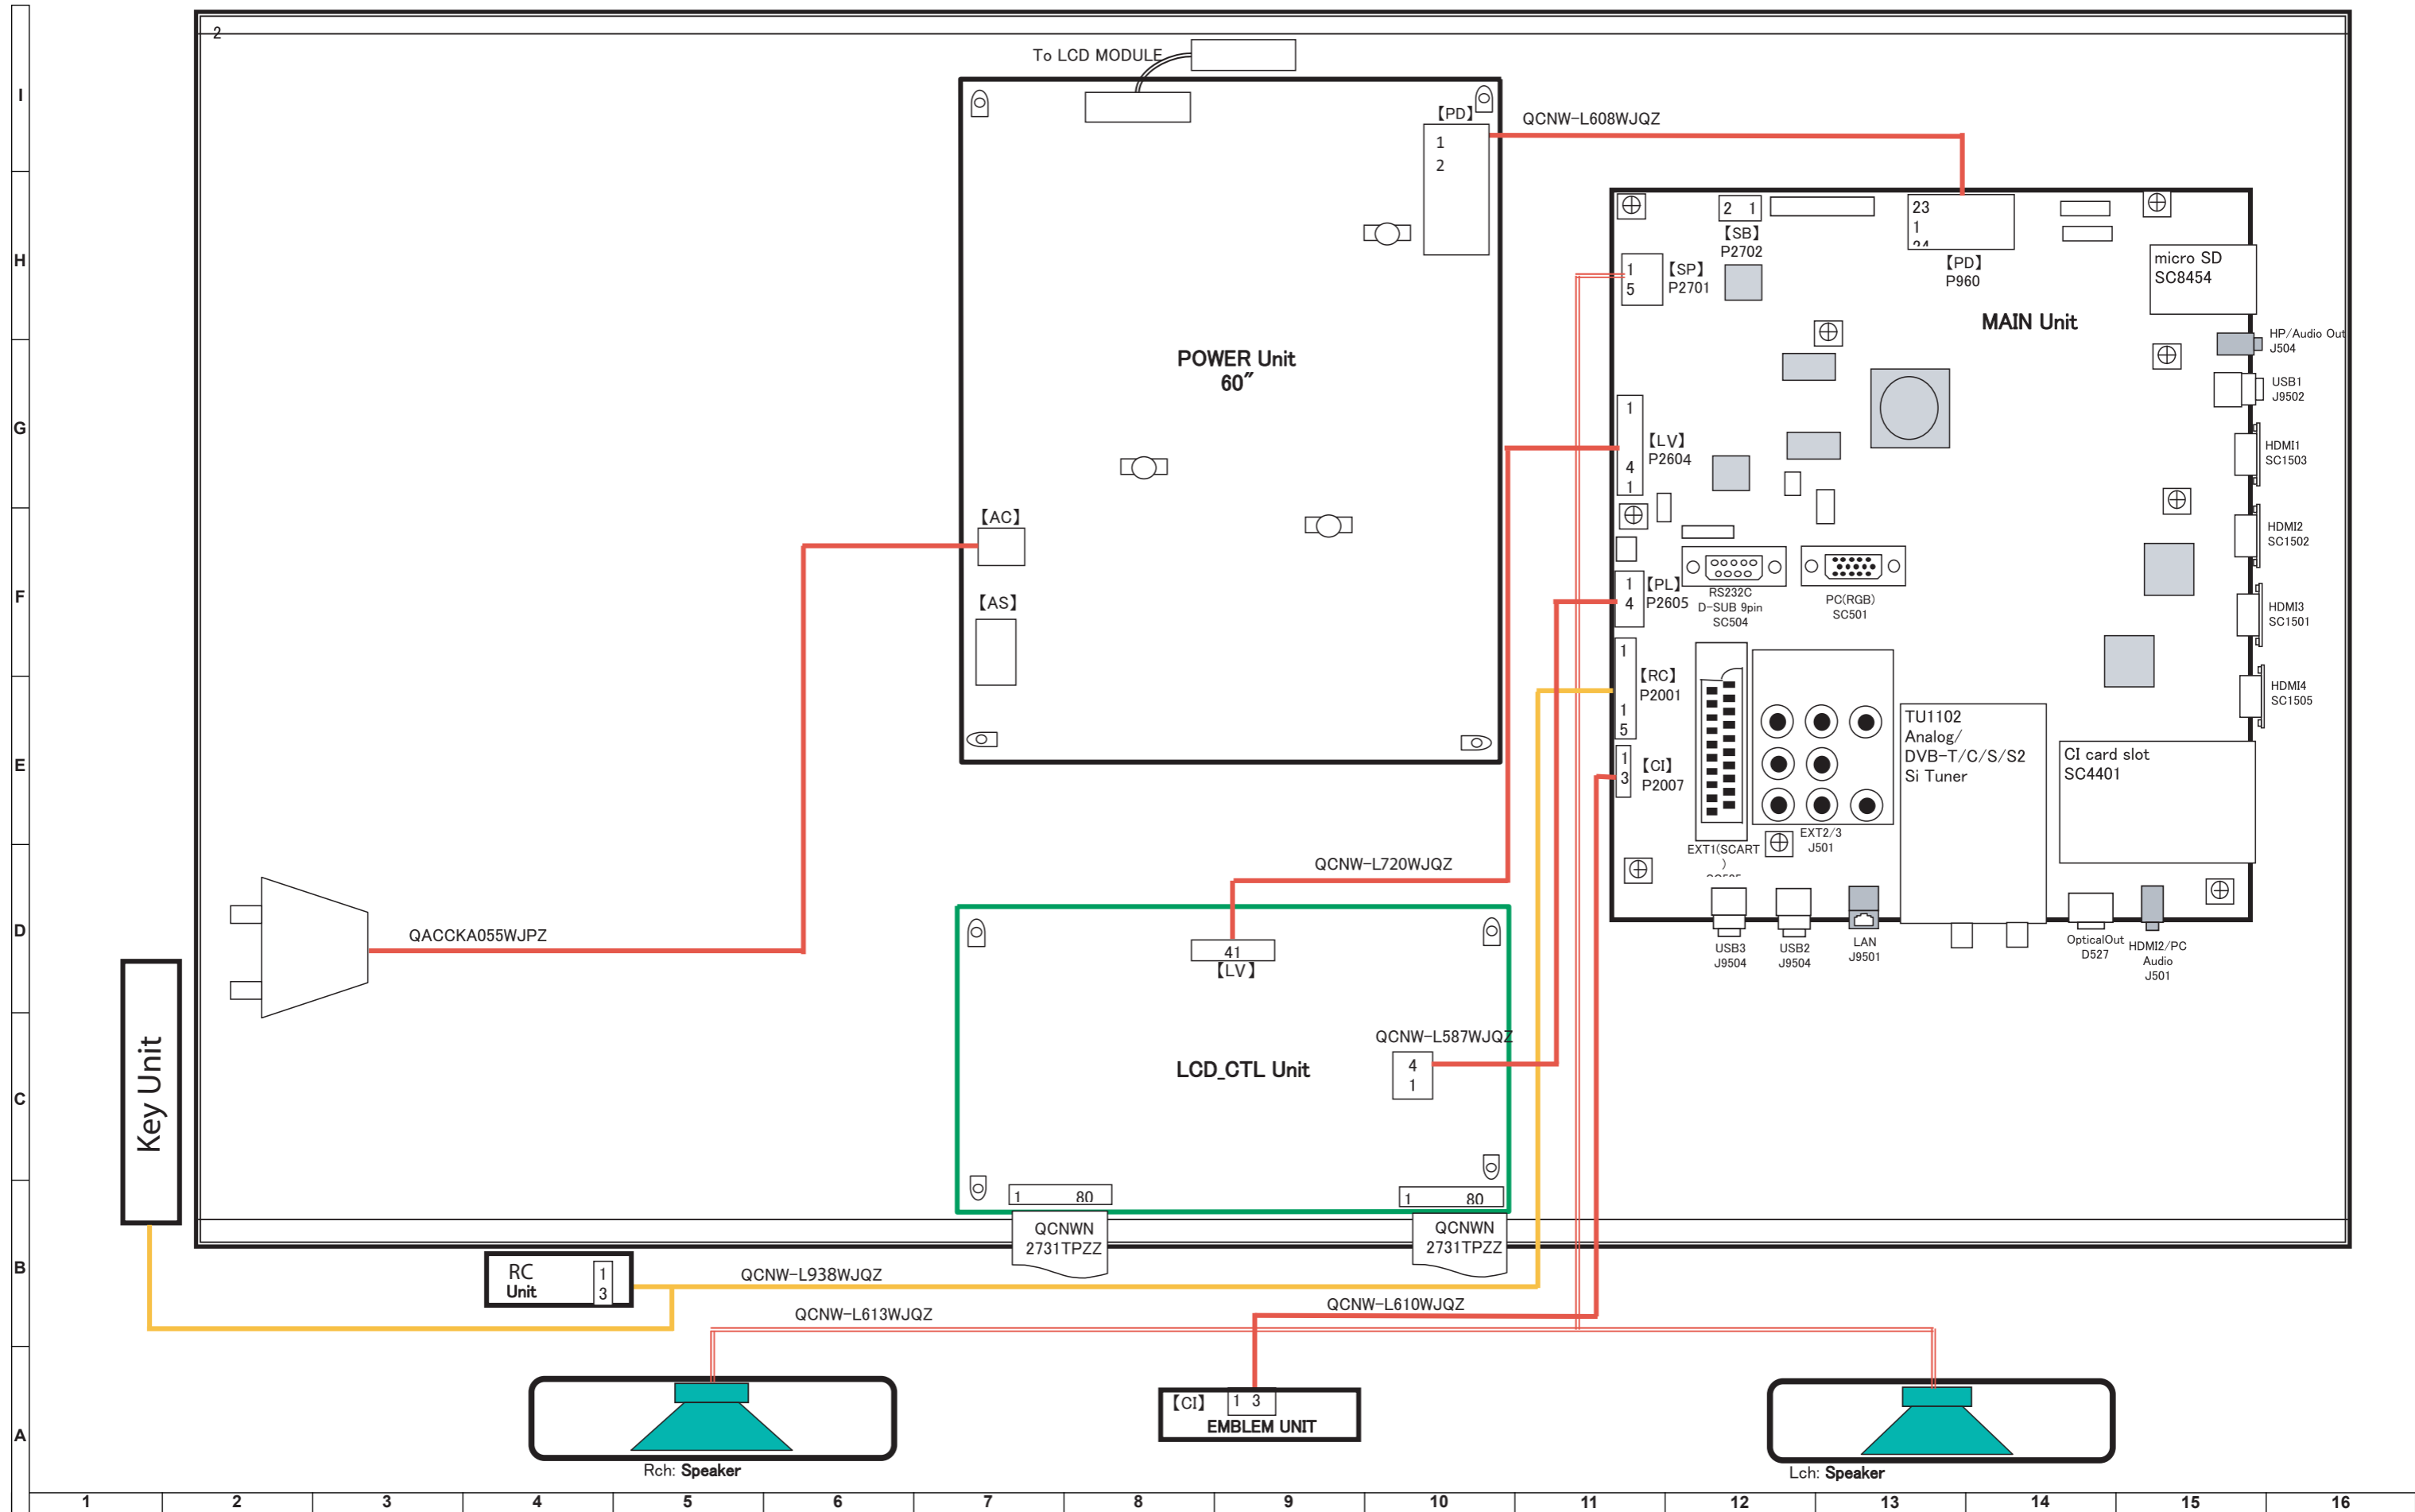 2
To LCD MODULE
I
【PD】
1
2
QCNW-L608WJQZ
H
2 1
【SB】
P2702
23
1
24
【PD】
P960
micro SD
SC8454
1
5
【SP】
P2701
MAIN Unit
HP/Audio Out
J504
POWER Unit
60"
USB1
J9502
G
1
4
1
【LV】
P2604
HDMI1
SC1503
【AC】
HDMI2
SC1502
F
【AS】
1
4
【PL】
P2605
RS232C
D-SUB 9pin
SC504
PC(RGB)
SC501
HDMI3
SC1501
1
1
5
【RC】
P2001
HDMI4
SC1505
E
1
3
【CI】
P2007
TU1102
Analog/
DVB-T/C/S/S2
Si Tuner
CI card slot
SC4401
EXT1(SCART
)
EXT2/3
J501
QCNW-L720WJQZ
D
QACCKA055WJPZ
41
【LV】
USB3
J9504
USB2
J9504
LAN
J9501
OpticalOut
D527
HDMI2/PC
Audio
J501
Key Unit
C
QCNW-L587WJQZ
4
1
LCD_CTL Unit
1 80
1 80
QCNWN
2731TPZZ
QCNWN
2731TPZZ
B
RC
Unit
1
3
QCNW-L938WJQZ
QCNW-L613WJQZ
QCNW-L610WJQZ
A
【CI】
1 3
EMBLEM UNIT
Rch: Speaker
Lch: Speaker
1 2 3 4 5 6 7 8 9 10 11 12 13 14 15 16